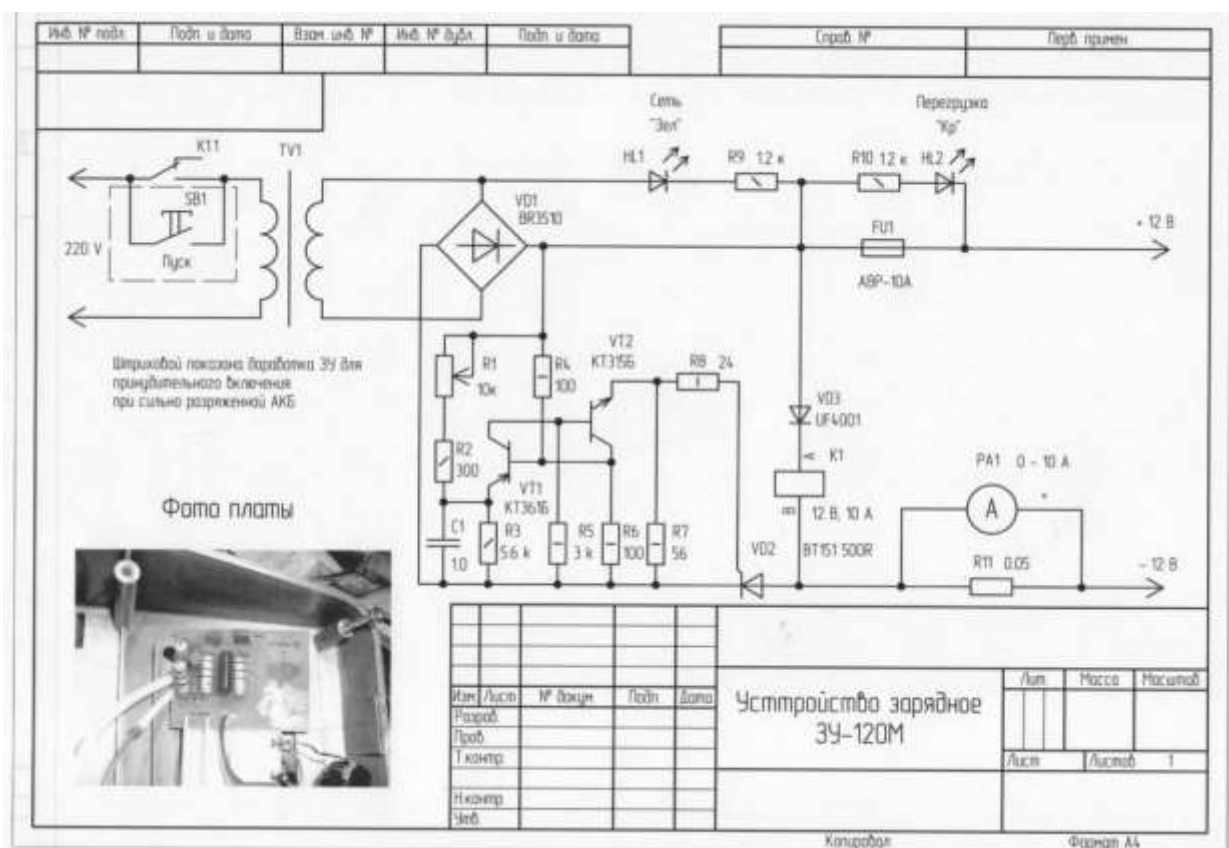 Инв. № подл.
Подп. и дата
Взам. инв. №
Инв. № дубл.
Подп. и дата
Справ. №
Перв. примен.
Сеть
"Зел"
Перегрузка
"Кр"
K1.1
TV1
HL1
R9 1.2 к
R10 1.2 к
HL2
SB1
VD1
BR3510
FU1
+ 12 В
220 V
Пуск
АВР-10А
Штриховой показана доработка ЗУ для
принудительного включения
при сильно разряженной АКБ
R1
10к
R4
100
VT2
КТ315Б
R8 24
VD3
UF4001
K1
R2
300
VT1
КТ361Б
PA1 0 - 10 А
A
Фото платы
12 В, 10 А
C1
1.0
R3
5.6 k
R5
3 k
R6
100
R7
56
VD2
BT151 500R
R11 0.05
- 12 В
Изм.
Лист
№ докум.
Подп.
Дата
Разраб.
Пров.
Т.контр.
Н.контр.
Утв.
Устройство зарядное
ЗУ-120М
Лит.
Масса
Масштаб
Лист
Листов 1
Копировал
Формат А4